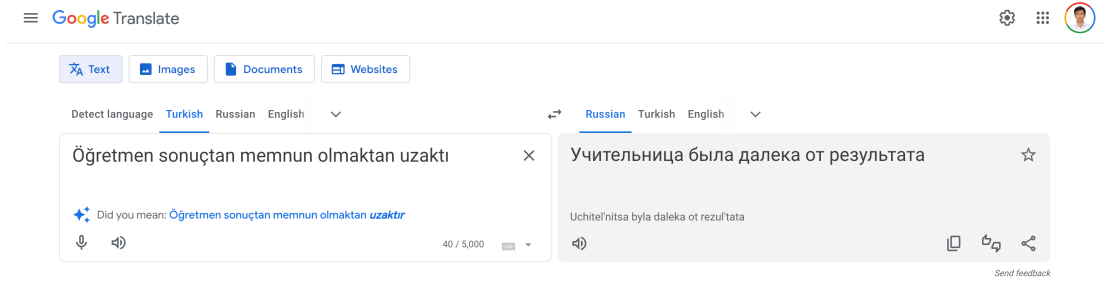 Google Translate
Text Images Documents Websites
Detect language Turkish Russian English
Russian Turkish English
Öğretmen sonuçtan memnun olmaktan uzaktı
Did you mean: Öğretmen sonuçtan memnun olmaktan uzaktır
40 / 5,000
Учительница была далека от результата
Uchitel'nitsa byla daleka ot rezul'tata
Send feedback